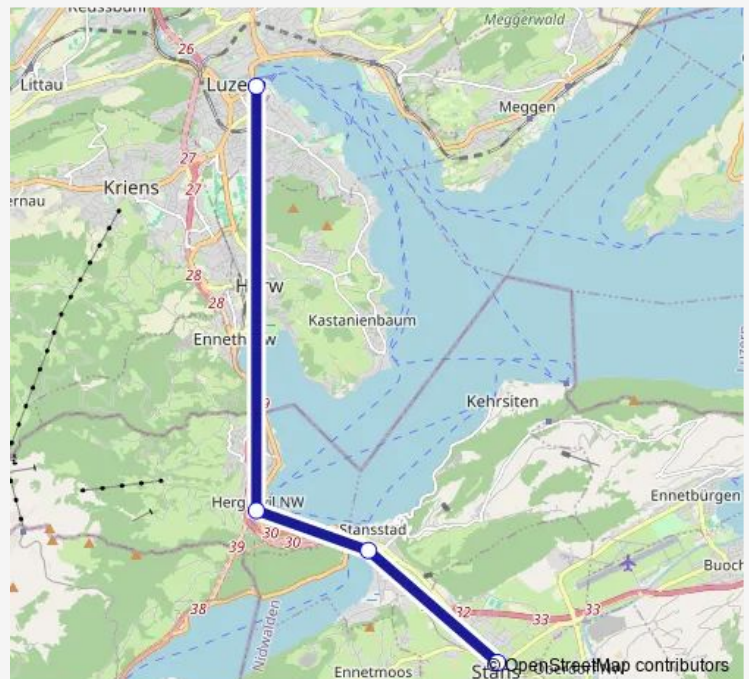 Meggerwald
26
Littau
Luze
Meggen
27
27
Kriens
28
28
Kastanienbaum
Kehrsiten
Ennetbürgen
Stansstad
30
30
39
Buoch
38
32
33
33
Nidwalden
Ennetmoos
Stans
© OpenStreetMap contributors